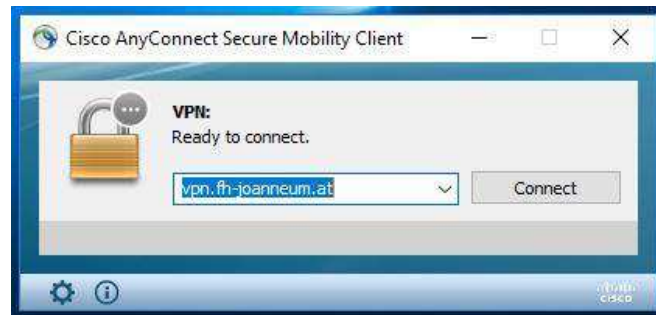 Cisco AnyConnect Secure Mobility Client
VPN:
Ready to connect.
vpn.fh-joanneum.at
Connect
CISCO